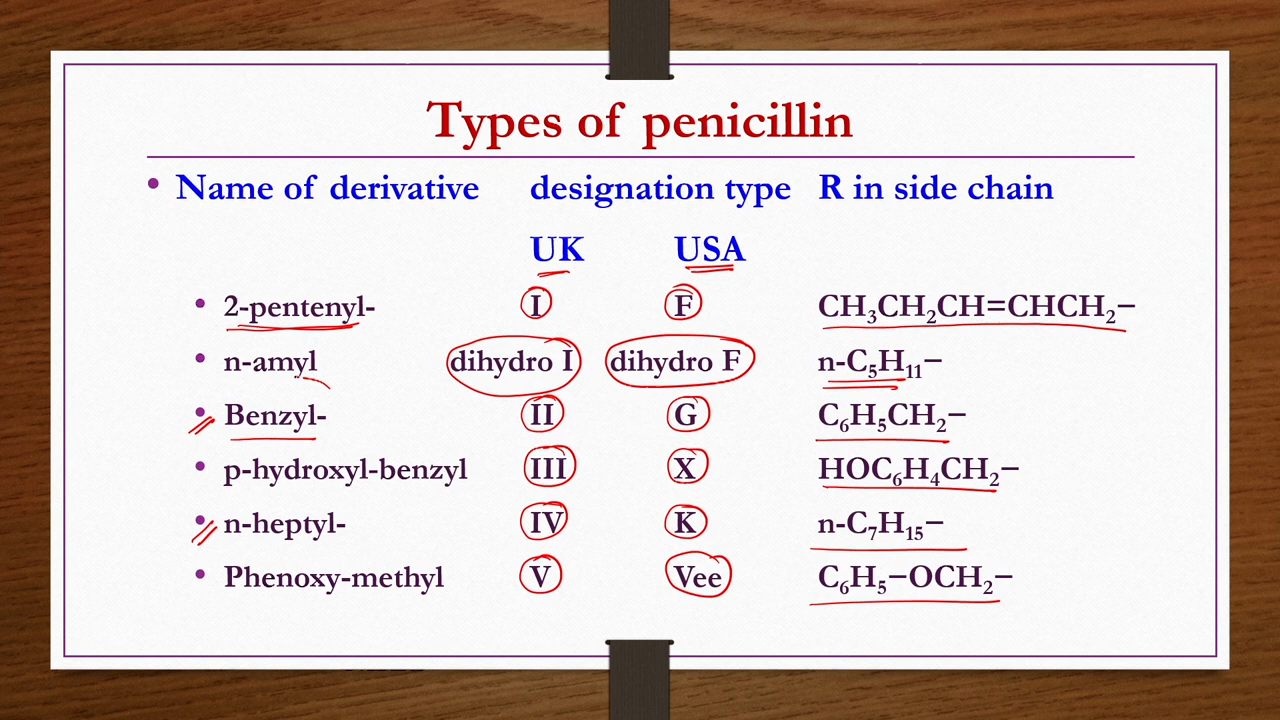 Types of penicillin
• Name of derivative designation type R in side chain
UK USA
• 2-pentenyl- I F CH₃CH₂CH=CHCH₂−
• n-amyl dihydro I dihydro F n-C₅H₁₁−
• Benzyl- II G C₆H₅CH₂−
• p-hydroxyl-benzyl III X HOC₆H₄CH₂−
• n-heptyl- IV K n-C₇H₁₅−
• Phenoxy-methyl V Vee C₆H₅−OCH₂−